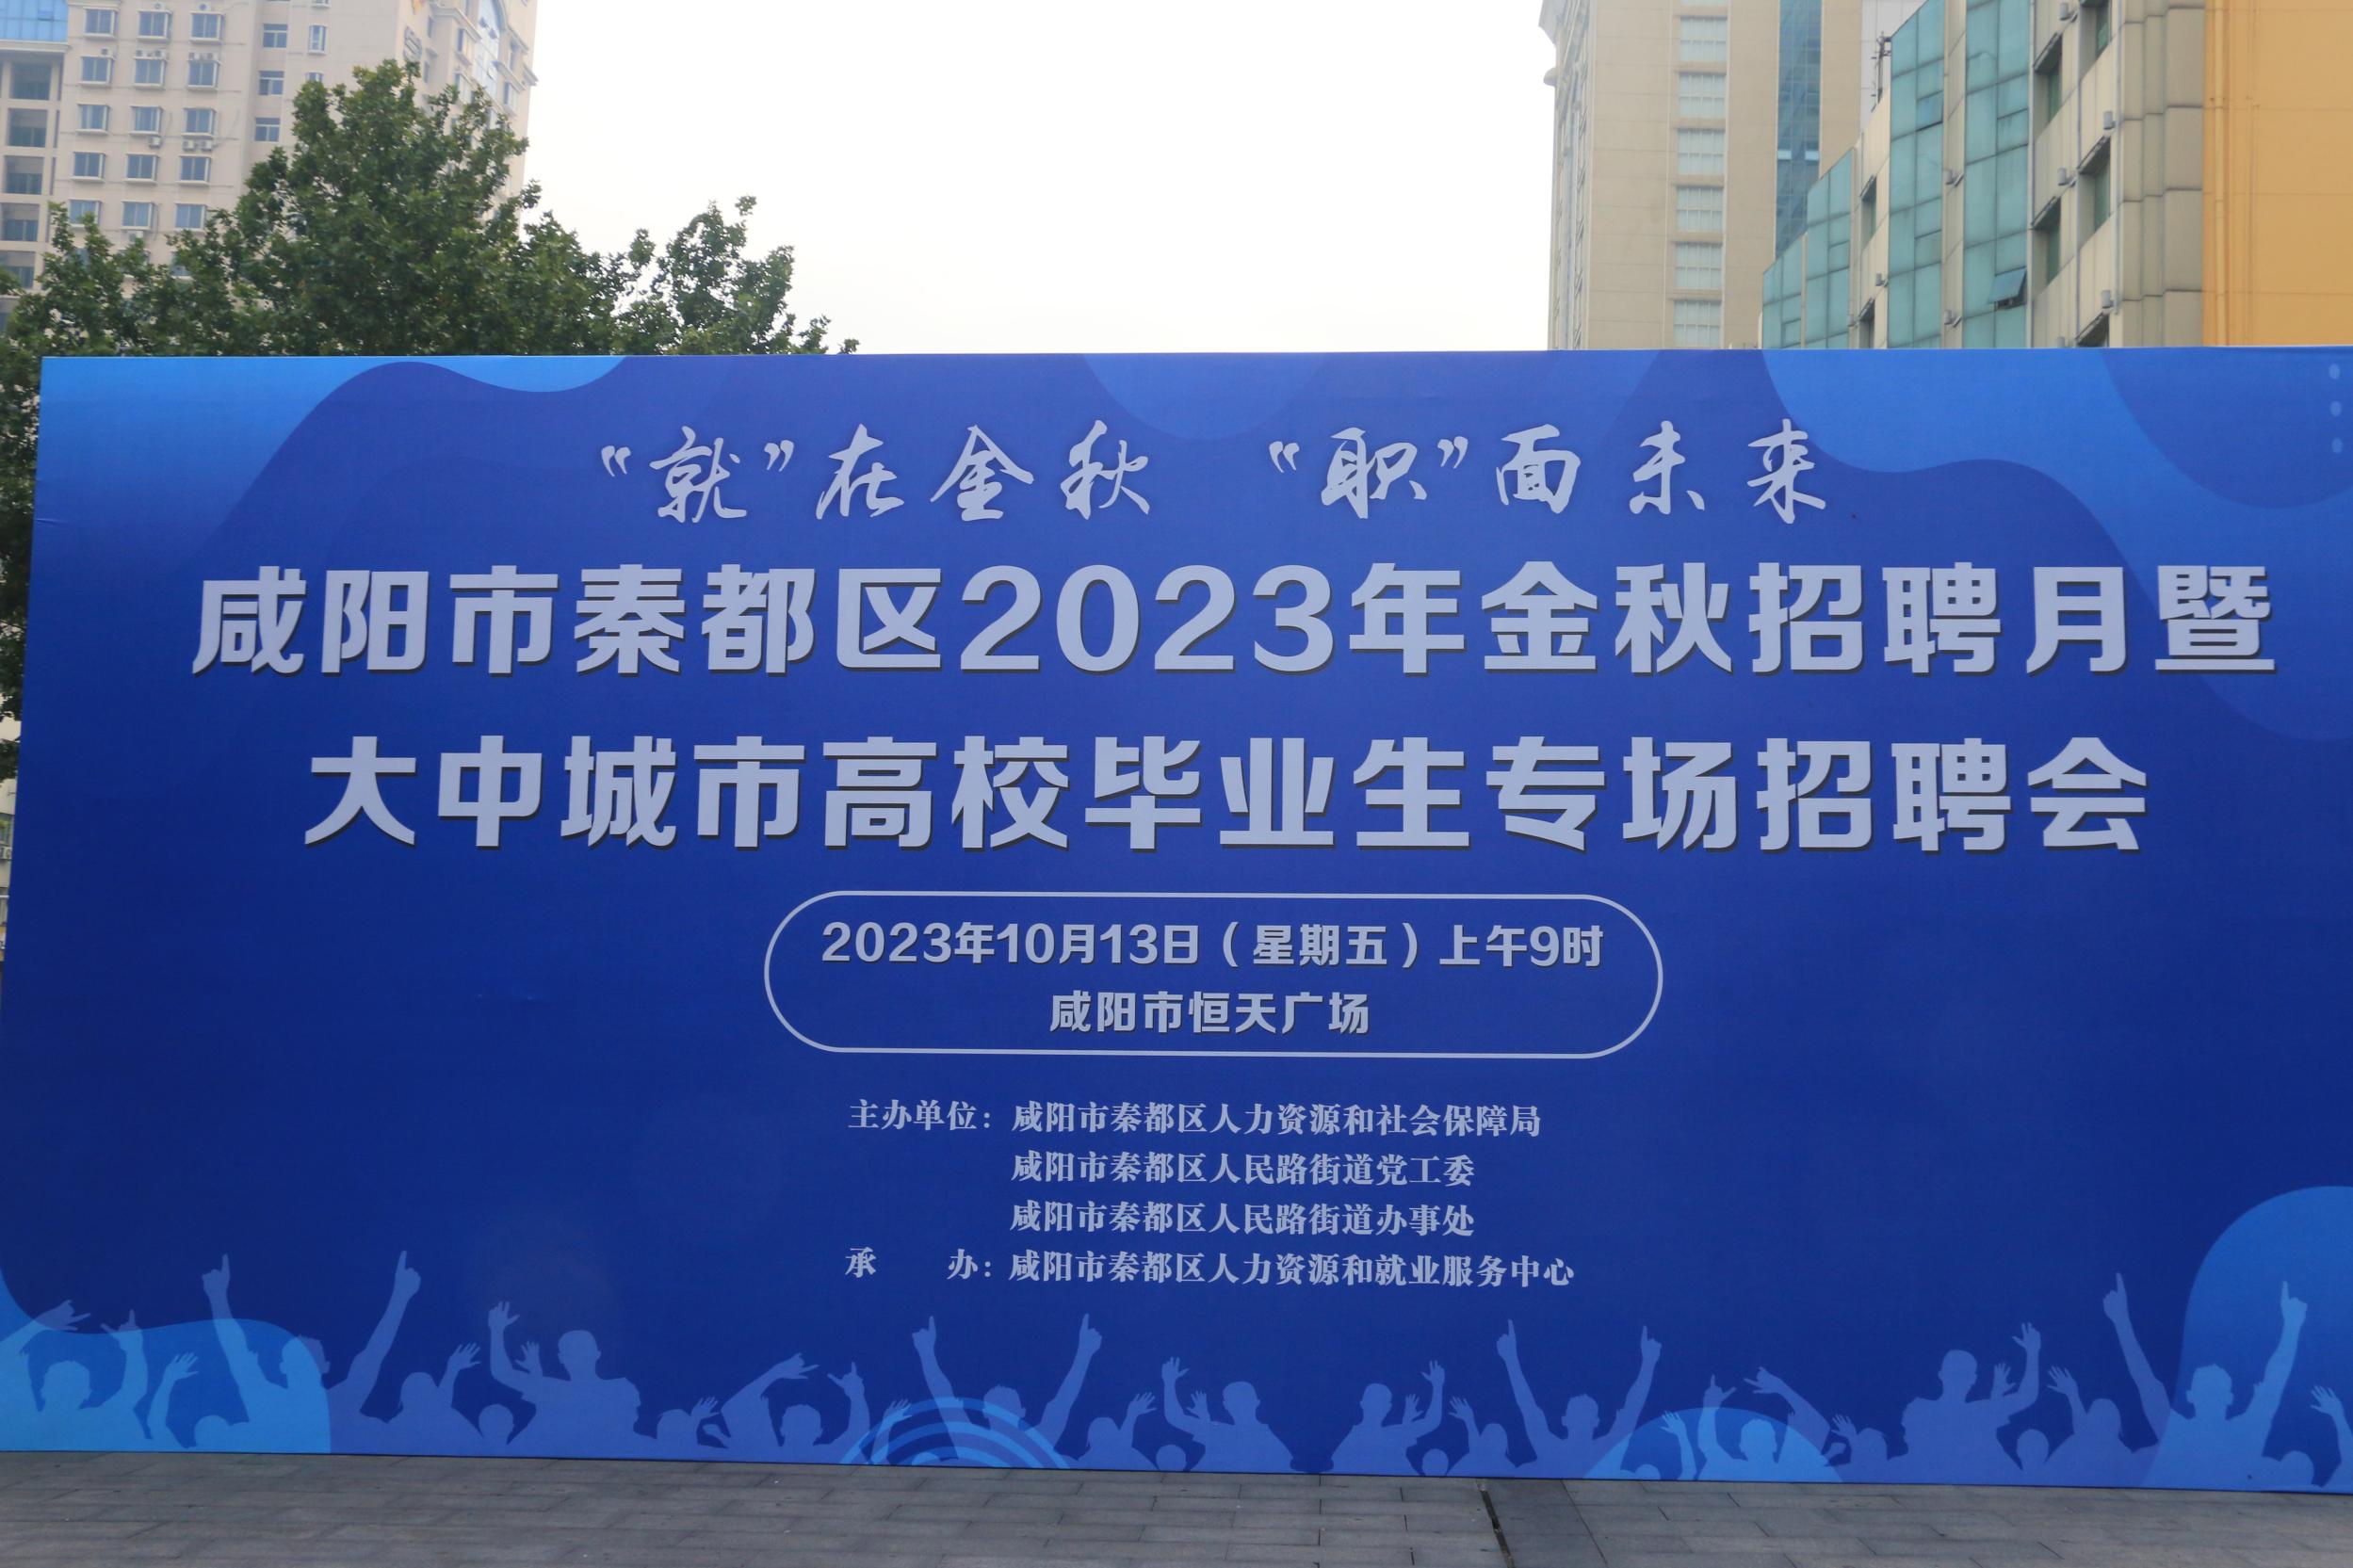 “就”在金秋 “职”面未来
咸阳市秦都区2023年金秋招聘月暨
大中城市高校毕业生专场招聘会
2023年10月13日（星期五）上午9时
咸阳市恒天广场
主办单位：咸阳市秦都区人力资源和社会保障局
咸阳市秦都区人民路街道党工委
咸阳市秦都区人民路街道办事处
承　　办：咸阳市秦都区人力资源和就业服务中心